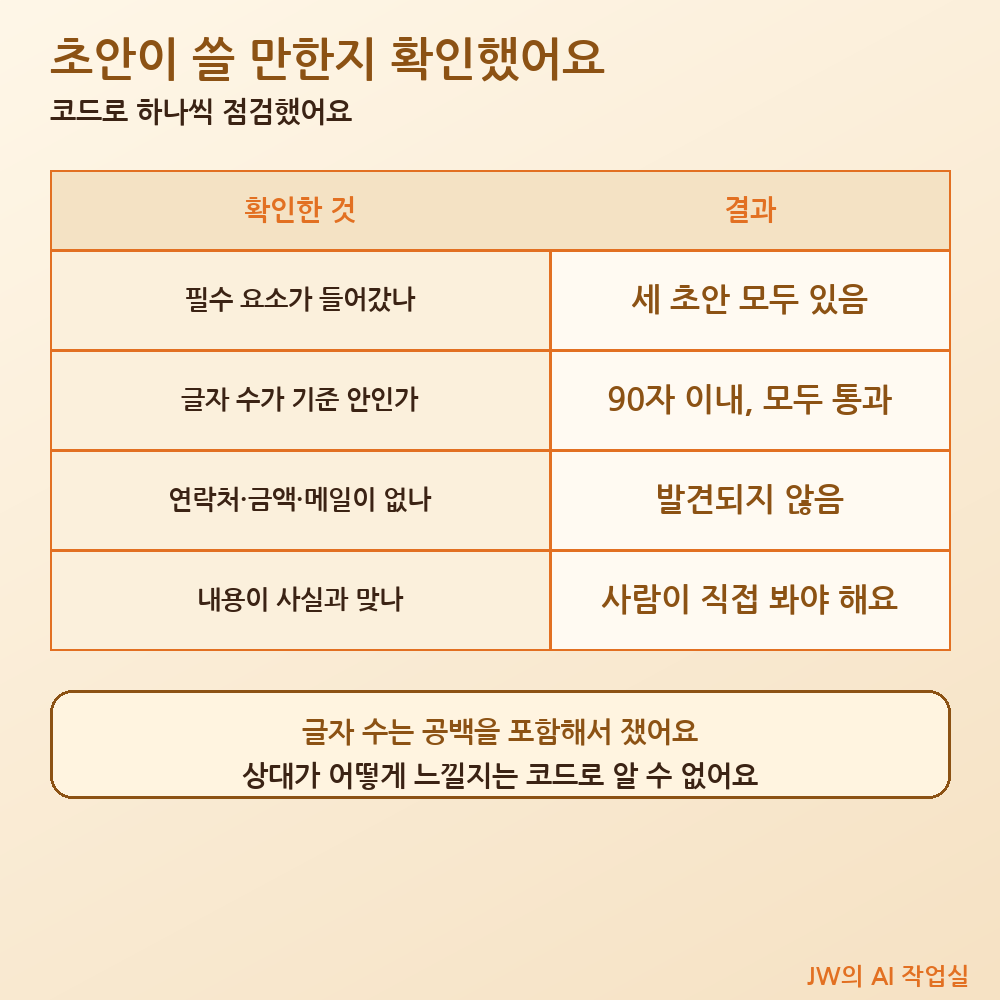 초안이 쓸 만한지 확인했어요
코드로 하나씩 점검했어요
확인한 것 결과
필수 요소가 들어갔나 세 초안 모두 있음
글자 수가 기준 안인가 90자 이내, 모두 통과
연락처·금액·메일이 없나 발견되지 않음
내용이 사실과 맞나 사람이 직접 봐야 해요
글자 수는 공백을 포함해서 쟀어요
상대가 어떻게 느낄지는 코드로 알 수 없어요
JW의 AI 작업실